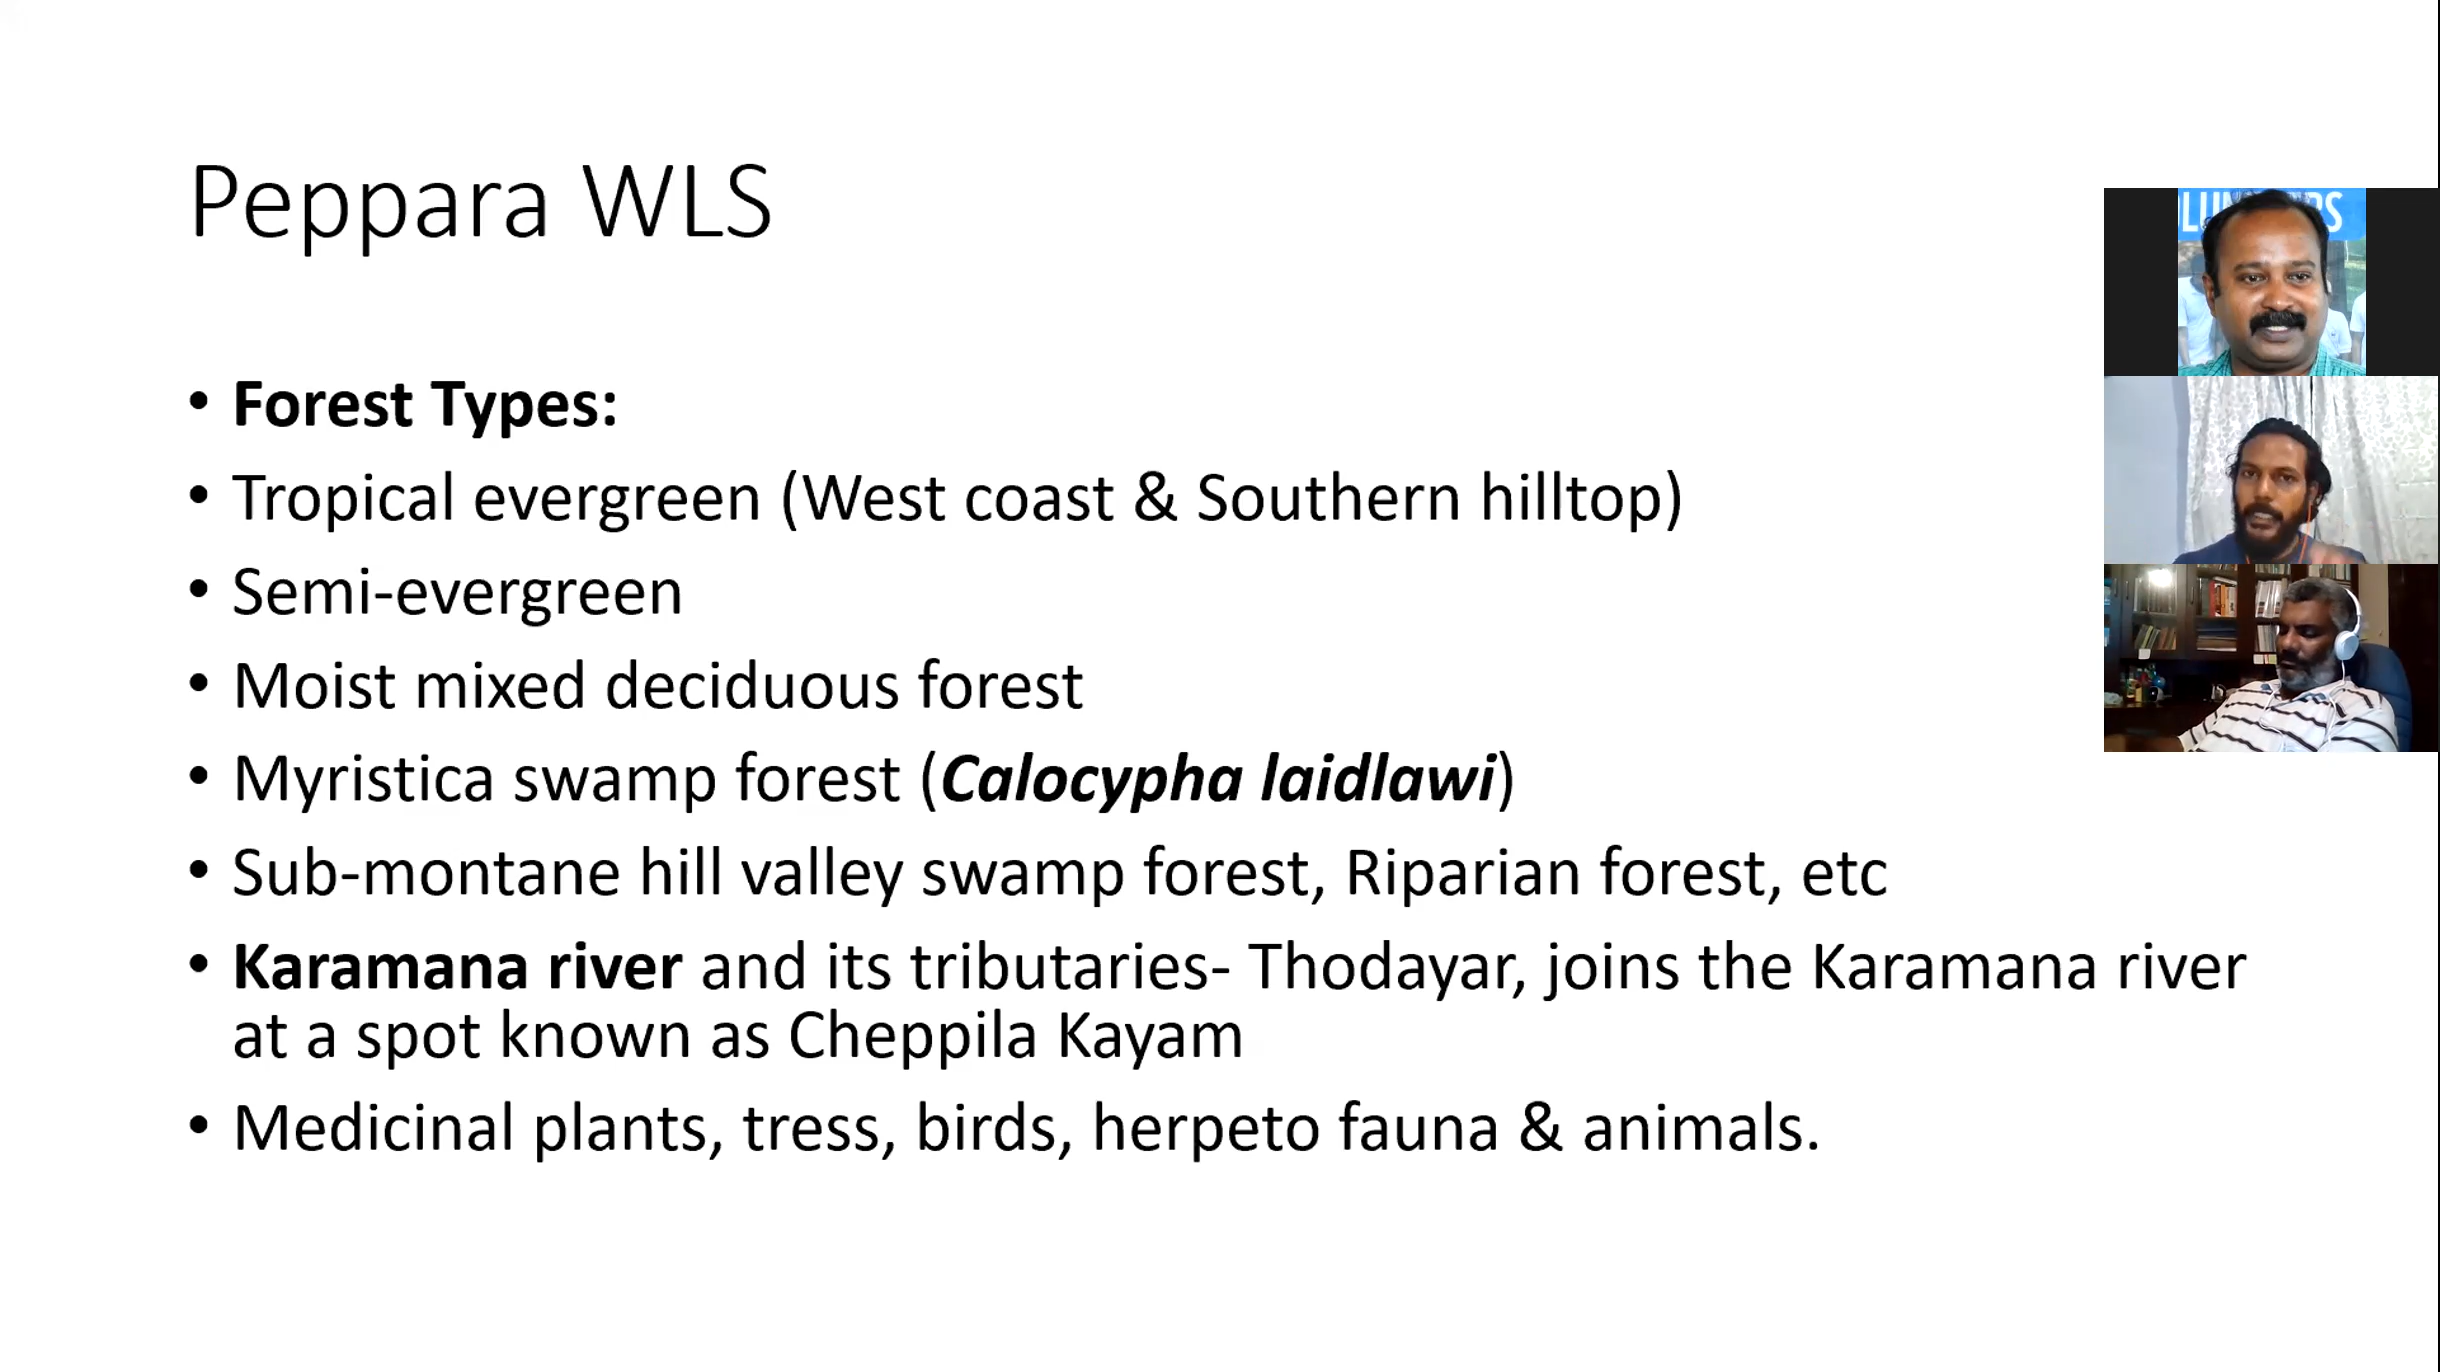 Peppara WLS
• Forest Types:
• Tropical evergreen (West coast & Southern hilltop)
• Semi-evergreen
• Moist mixed deciduous forest
• Myristica swamp forest (Calocypha laidlawi)
• Sub-montane hill valley swamp forest, Riparian forest, etc
• Karamana river and its tributaries- Thodayar, joins the Karamana river
at a spot known as Cheppila Kayam
• Medicinal plants, tress, birds, herpeto fauna & animals.